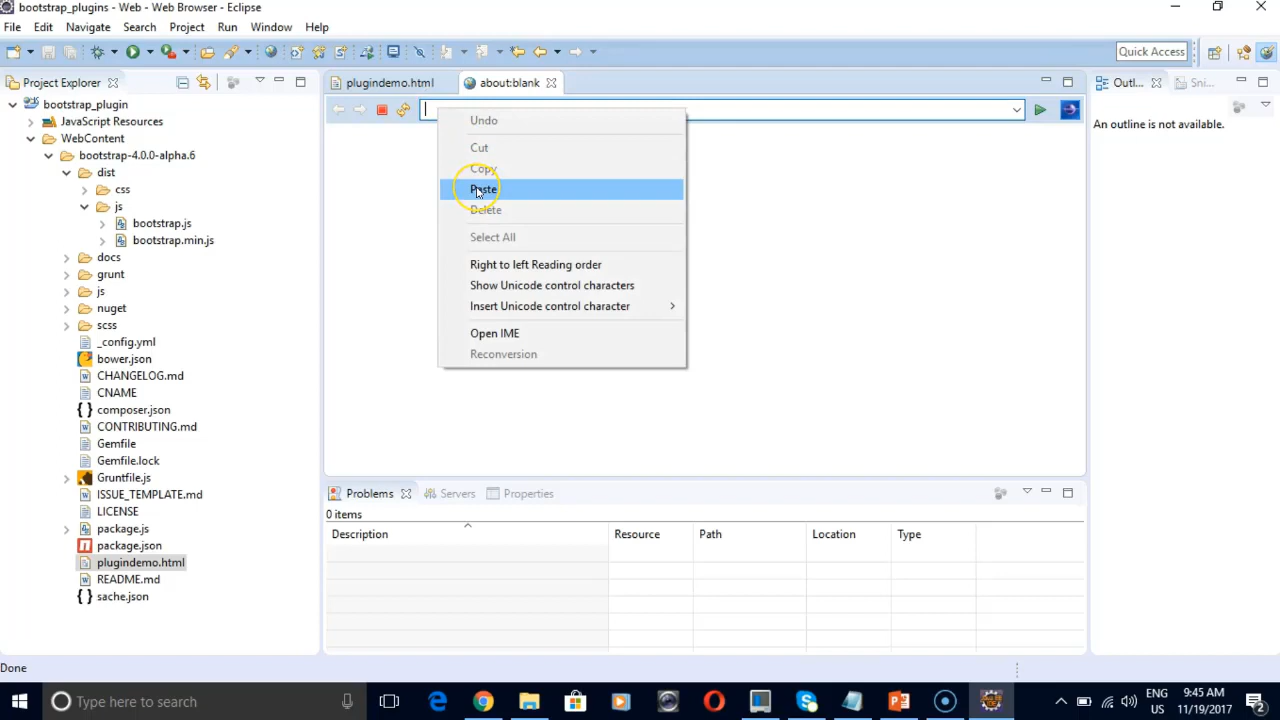 bootstrap_plugins - Web - Web Browser - Eclipse
File Edit Navigate Search Project Run Window Help
Quick Access
Project Explorer
bootstrap_plugin
JavaScript Resources
WebContent
bootstrap-4.0.0-alpha.6
dist
css
js
bootstrap.js
bootstrap.min.js
docs
grunt
js
nuget
scss
_config.yml
bower.json
CHANGELOG.md
CNAME
composer.json
CONTRIBUTING.md
Gemfile
Gemfile.lock
Gruntfile.js
ISSUE_TEMPLATE.md
LICENSE
package.js
package.json
plugindemo.html
README.md
sache.json
plugindemo.html about:blank
Undo
Cut
Copy
Paste
Delete
Select All
Right to left Reading order
Show Unicode control characters
Insert Unicode control character
Open IME
Reconversion
Outl... Sni...
An outline is not available.
Problems Servers Properties
0 items
Description Resource Path Location Type
Done
Type here to search
ENG 9:45 AM
US 11/19/2017
2